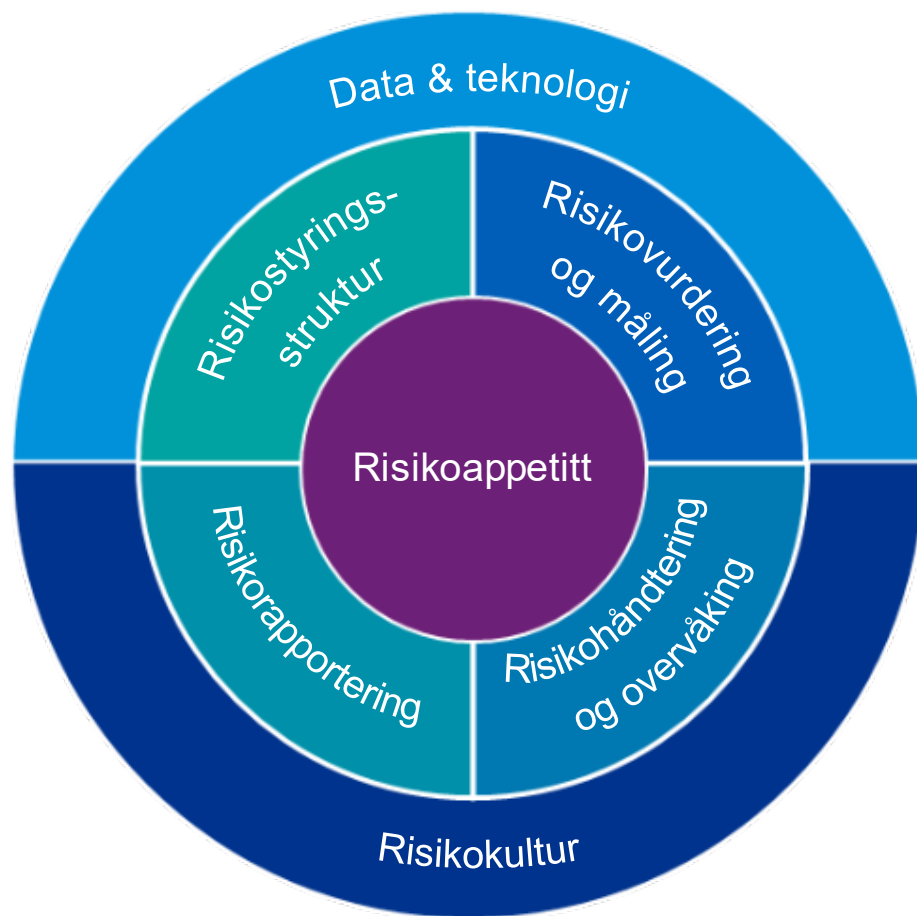 Data & teknologi
Risikostyrings-
struktur
Risikovurdering
og måling
Risikoappetitt
Risikorapportering
Risikohåndtering
og overvåking
Risikokultur